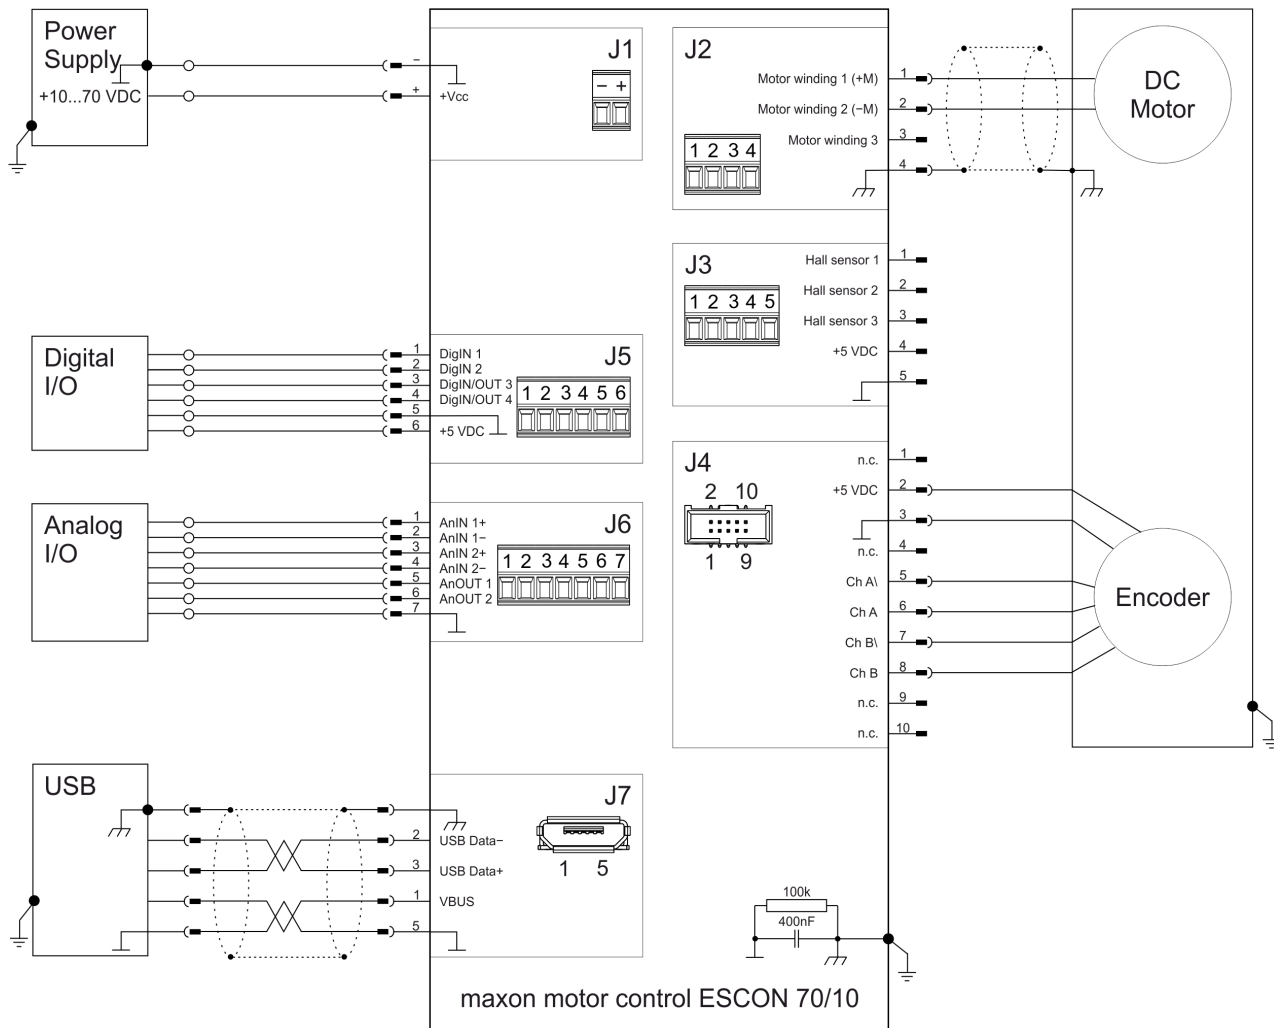 Power
Supply
+10...70 VDC
−
+
+Vcc
J1
− +
J2
Motor winding 1 (+M)
1
Motor winding 2 (−M)
2
Motor winding 3
3
4
1 2 3 4
DC
Motor
J3
Hall sensor 1
1
Hall sensor 2
2
Hall sensor 3
3
+5 VDC
4
5
1 2 3 4 5
Digital
I/O
1
DigIN 1
2
DigIN 2
3
DigIN/OUT 3
4
DigIN/OUT 4
5
6
+5 VDC
J5
1 2 3 4 5 6
J4
2 10
1 9
n.c.
1
+5 VDC
2
3
n.c.
4
Ch A\
5
Ch A
6
Ch B\
7
Ch B
8
n.c.
9
n.c.
10
Encoder
Analog
I/O
1
AnIN 1+
2
AnIN 1−
3
AnIN 2+
4
AnIN 2−
5
AnOUT 1
6
AnOUT 2
7
J6
1 2 3 4 5 6 7
USB
2
USB Data−
3
USB Data+
1
VBUS
5
J7
1 5
100k
400nF
maxon motor control ESCON 70/10